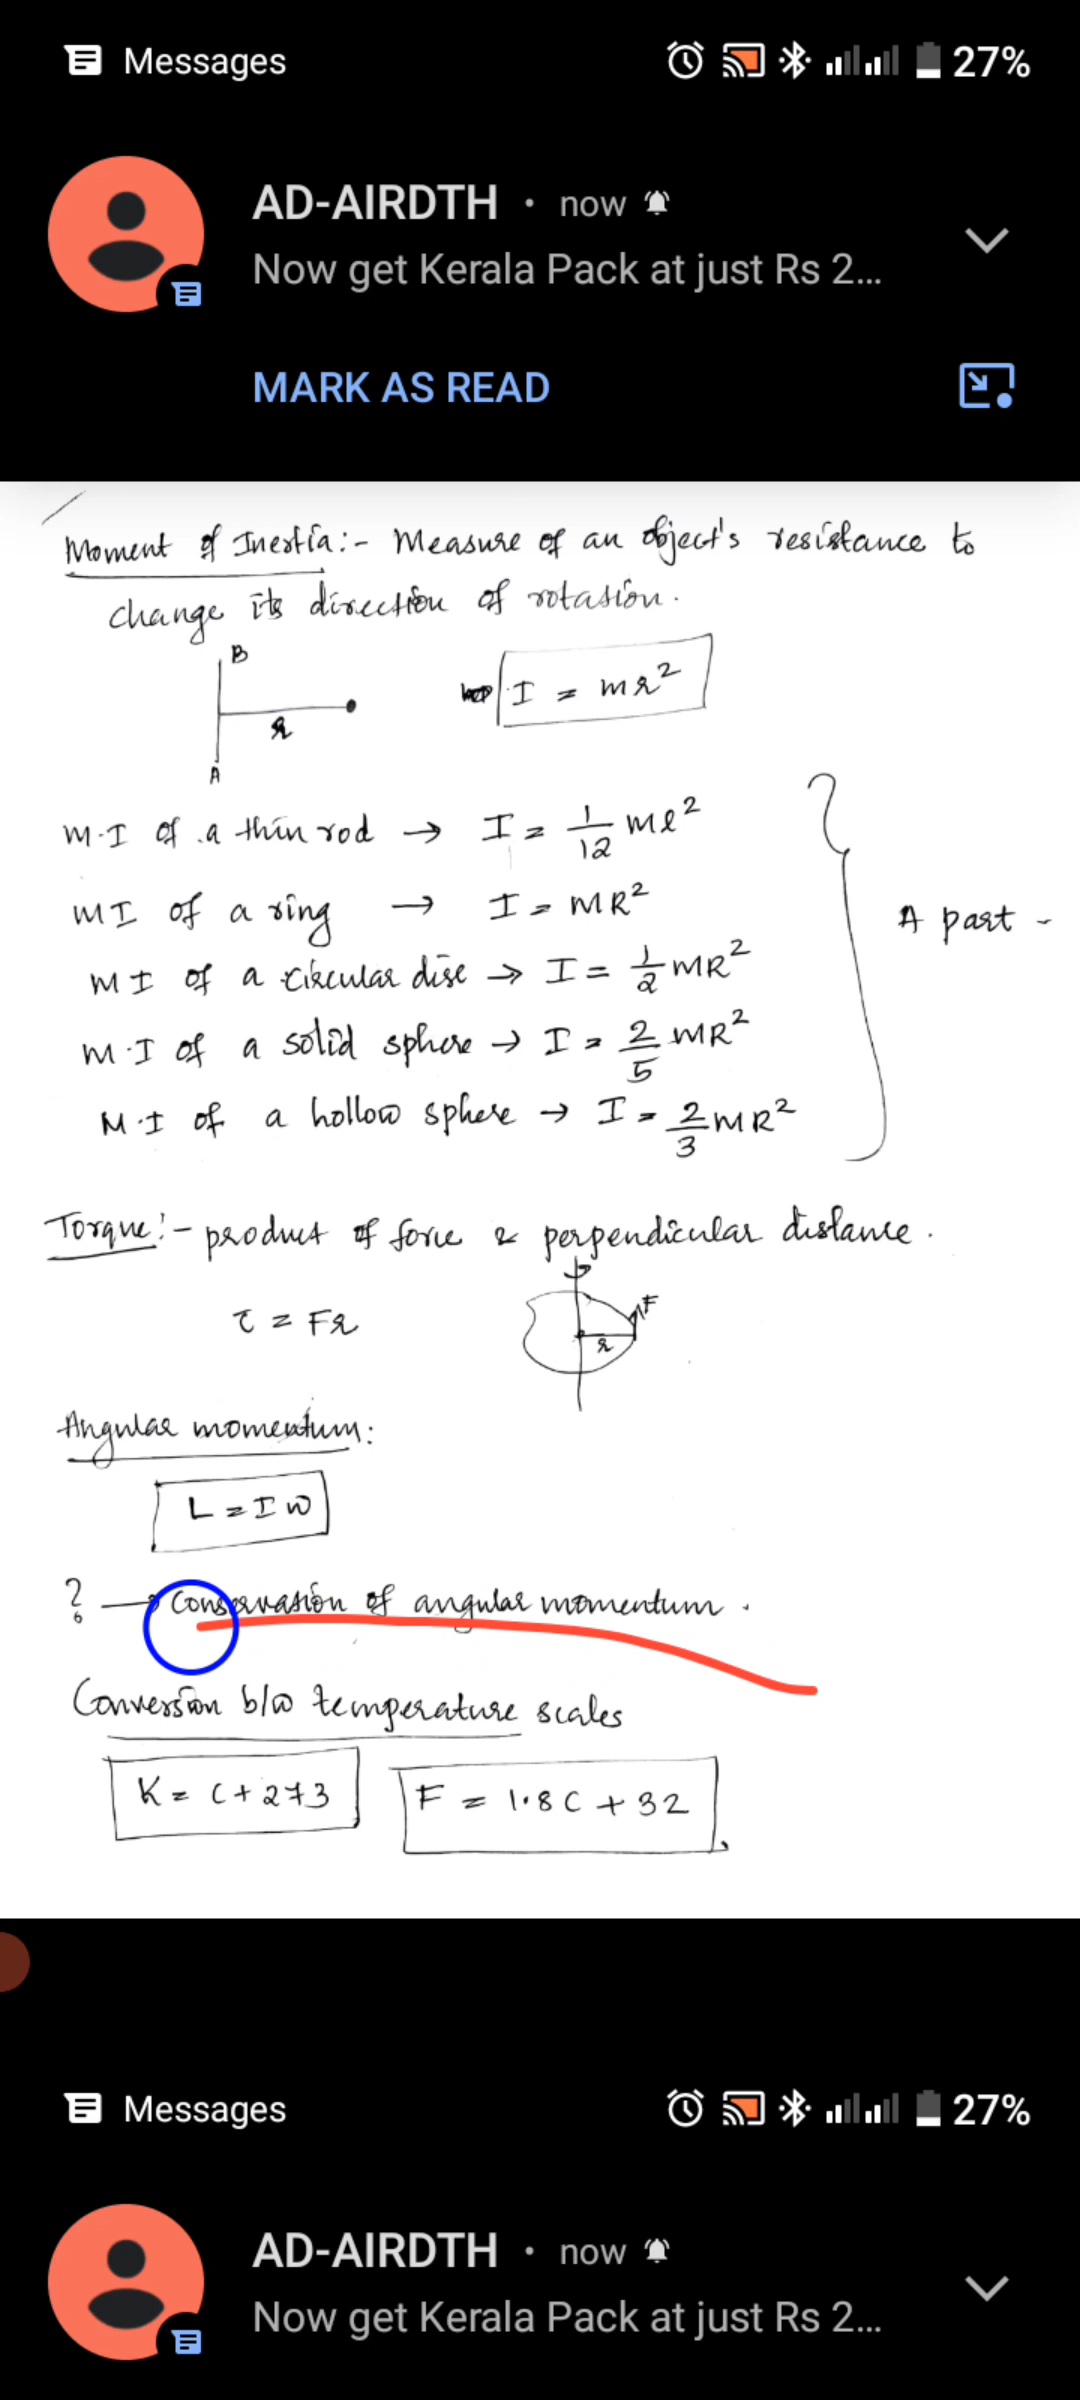 Messages
27%
AD-AIRDTH • now
Now get Kerala Pack at just Rs 2...
MARK AS READ
Moment of Inertia:- Measure of an object's resistance to
change its direction of rotasion.
B
I = mr²
r
A
M.I of a thin rod → I = 1/12 ml²
MI of a ring → I = MR²
A part -
MI of a circular disc → I = 1/2 MR²
M.I of a solid sphere → I = 2/5 MR²
M.I of a hollow sphere → I = 2/3 MR²
Torque:- product of force & perpendicular distance.
F
τ = Fr
r
Angular momentum:
L = Iω
? → Conservasion of angular momentum.
Conversion b/w temperature scales
K = C + 273
F = 1.8C + 32
Messages
27%
AD-AIRDTH • now
Now get Kerala Pack at just Rs 2...